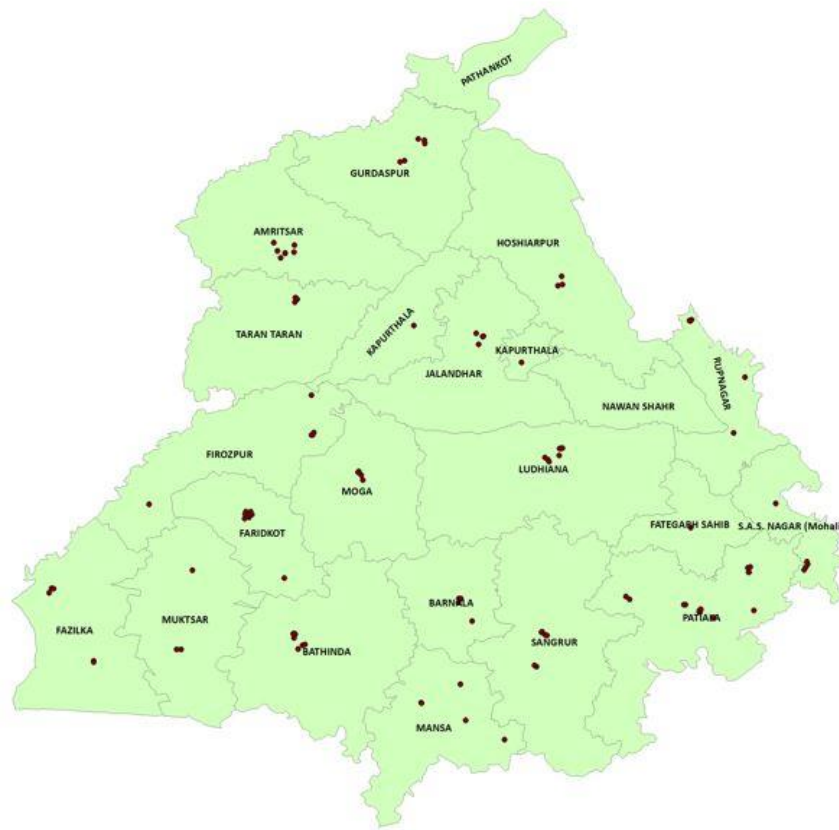 PATHANKOT
GURDASPUR
AMRITSAR
HOSHIARPUR
TARAN TARAN
KAPURTHALA
KAPURTHALA
JALANDHAR
RUPNAGAR
NAWAN SHAHR
FIROZPUR
LUDHIANA
MOGA
FATEGARH SAHIB
S.A.S. NAGAR (Mohali
FARIDKOT
BARNALA
MUKTSAR
PATIALA
FAZILKA
SANGRUR
BATHINDA
MANSA